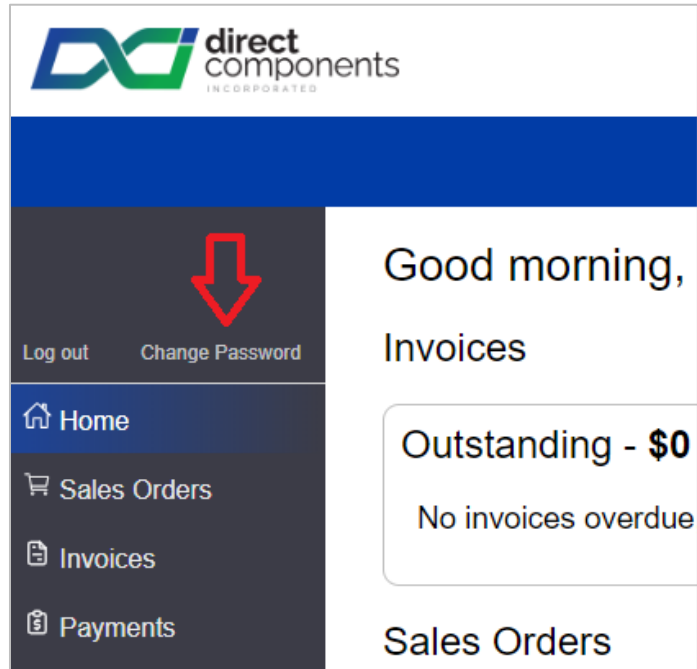 direct
components
INCORPORATED
Good morning,
Log out Change Password
Invoices
Home
Outstanding - $0
Sales Orders
No invoices overdue
Invoices
Payments
Sales Orders